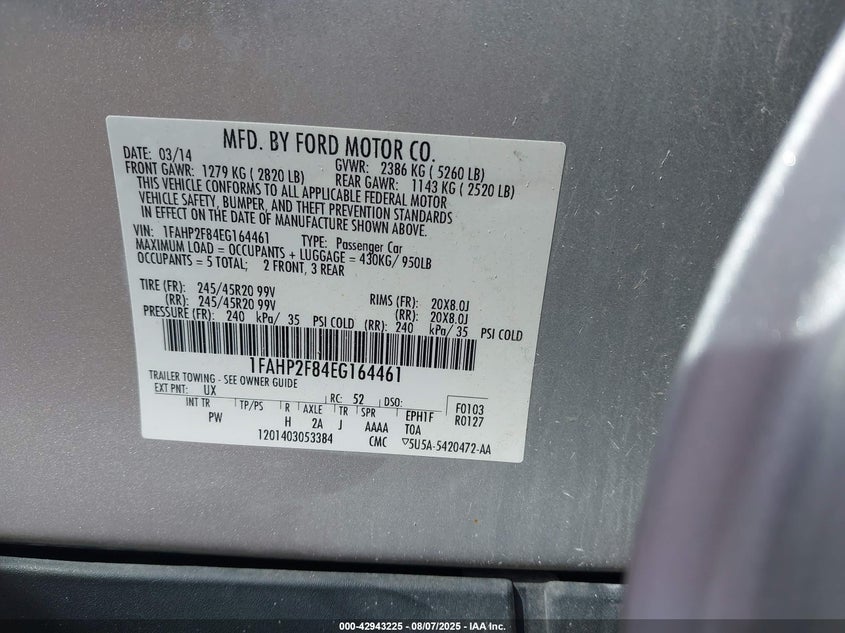 MFD. BY FORD MOTOR CO.
DATE: 03/14 GVWR: 2386 KG ( 5260 LB)
FRONT GAWR: 1279 KG ( 2820 LB) REAR GAWR: 1143 KG ( 2520 LB)
THIS VEHICLE CONFORMS TO ALL APPLICABLE FEDERAL MOTOR
VEHICLE SAFETY, BUMPER, AND THEFT PREVENTION STANDARDS
IN EFFECT ON THE DATE OF MANUFACTURE SHOWN ABOVE.
VIN: 1FAHP2F84EG164461 TYPE: Passenger Car
MAXIMUM LOAD = OCCUPANTS + LUGGAGE = 430KG/ 950LB
OCCUPANTS = 5 TOTAL; 2 FRONT, 3 REAR
TIRE (FR): 245/45R20 99V RIMS (FR): 20X8.0J
(RR): 245/45R20 99V (RR): 20X8.0J
PRESSURE (FR): 240 kPa/ 35 PSI COLD (RR): 240 kPa/ 35 PSI COLD
1FAHP2F84EG164461
TRAILER TOWING - SEE OWNER GUIDE
EXT PNT: UX RC: 52 DSO: F0103
INT TR TP/PS R AXLE TR SPR EPH1F R0127
PW H 2A J AAAA T0A
1201403053384 CMC ▽5U5A-5420472-AA
000-42943225 - 08/07/2025 - IAA Inc.